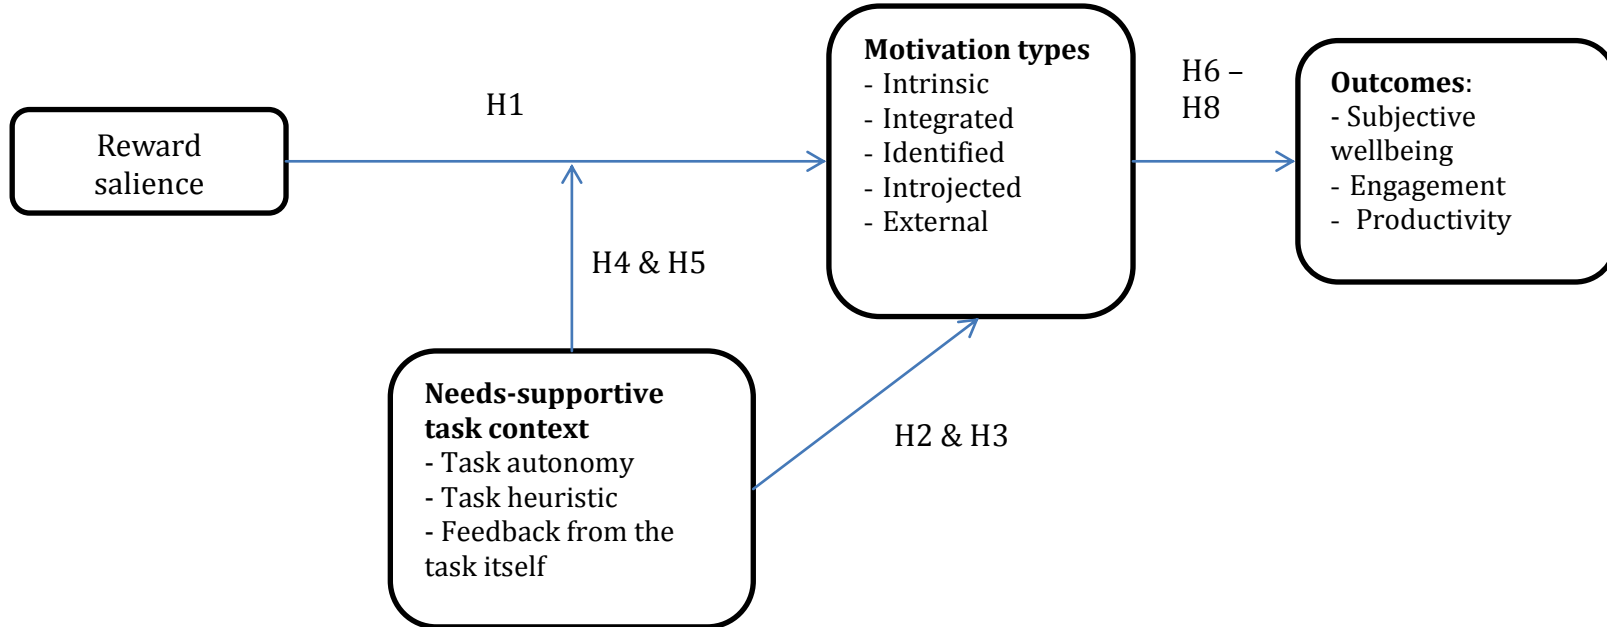 Reward
salience
H1
H4 & H5
Needs-supportive
task context
- Task autonomy
- Task heuristic
- Feedback from the
task itself
H2 & H3
Motivation types
- Intrinsic
- Integrated
- Identified
- Introjected
- External
H6 –
H8
Outcomes:
- Subjective
wellbeing
- Engagement
- Productivity